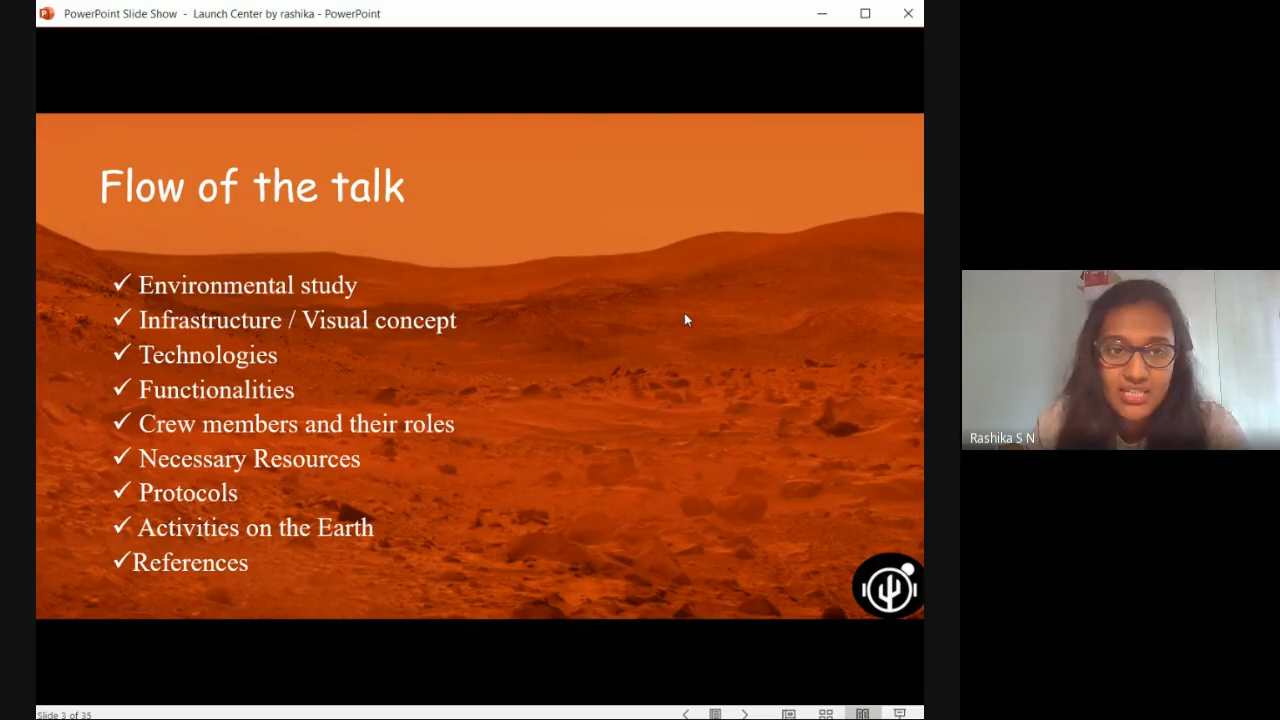 PowerPoint Slide Show - Launch Center by rashika - PowerPoint
Flow of the talk
✓ Environmental study
✓ Infrastructure / Visual concept
✓ Technologies
✓ Functionalities
✓ Crew members and their roles
✓ Necessary Resources
✓ Protocols
✓ Activities on the Earth
✓References
Rashika S N
Slide 3 of 35